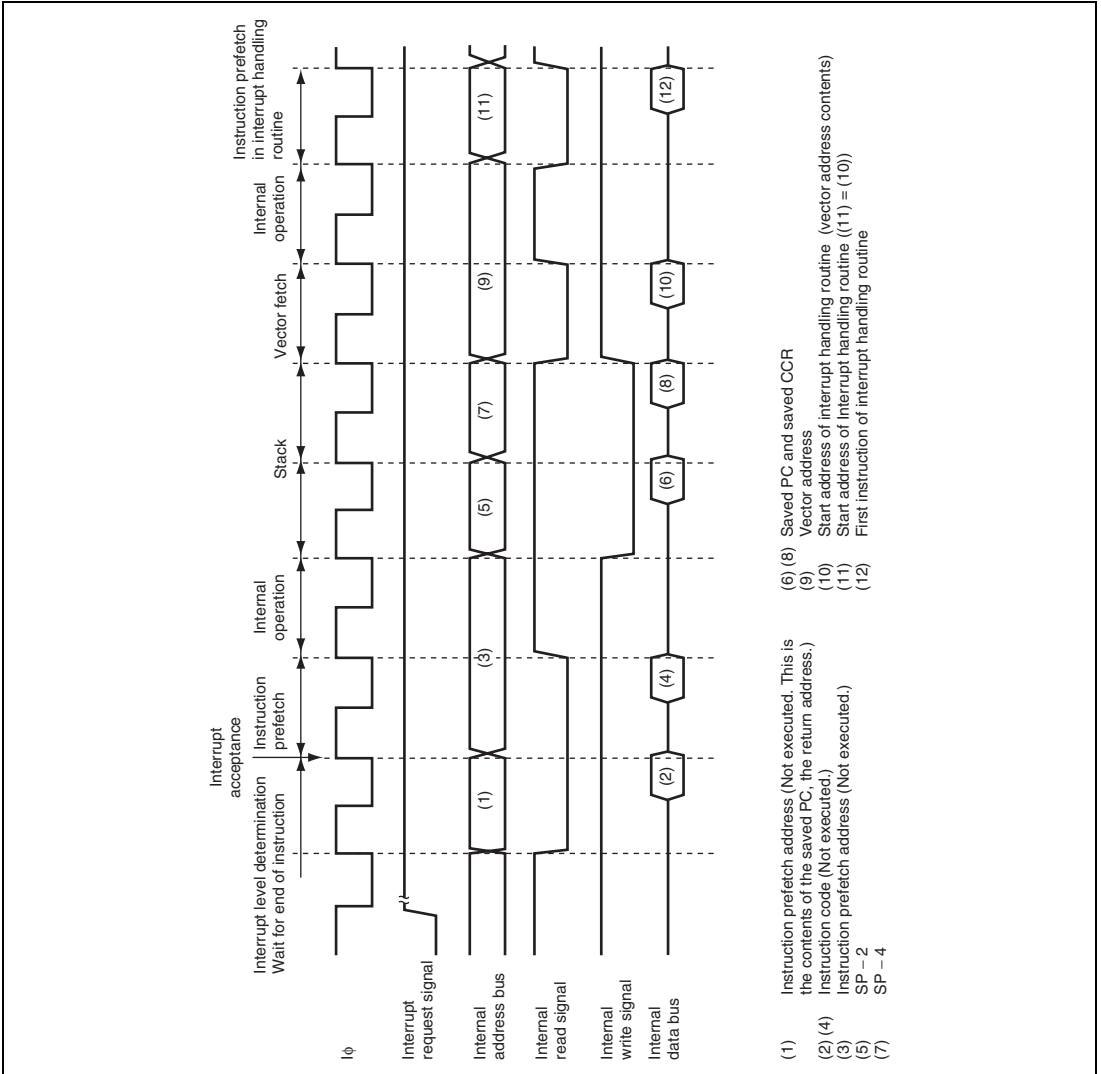 Interrupt
acceptance
Interrupt level determination
Wait for end of instruction
Instruction
prefetch
Internal
operation
Stack
Vector fetch
Internal
operation
Instruction prefetch
in interrupt handling
routine
Iϕ
Interrupt
request signal
Internal
address bus
(1)
(3)
(5)
(7)
(9)
(11)
Internal
read signal
Internal
write signal
Internal
data bus
(2)
(4)
(6)
(8)
(10)
(12)
(1) Instruction prefetch address (Not executed. This is
the contents of the saved PC, the return address.)
(2) (4) Instruction code (Not executed.)
(3) Instruction prefetch address (Not executed.)
(5) SP – 2
(7) SP – 4
(6) (8) Saved PC and saved CCR
(9) Vector address
(10) Start address of interrupt handling routine (vector address contents)
(11) Start address of Interrupt handling routine ((11) = (10))
(12) First instruction of interrupt handling routine